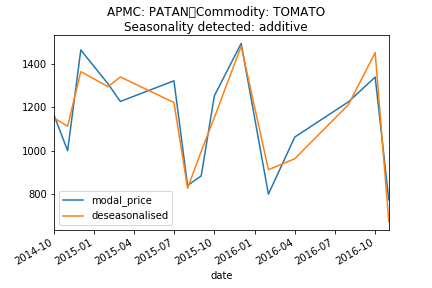 APMC: PATAN▯Commodity: TOMATO
Seasonality detected: additive
1400
1200
1000
800
modal_price
deseasonalised
2014-10
2015-01
2015-04
2015-07
2015-10
2016-01
2016-04
2016-07
2016-10
date